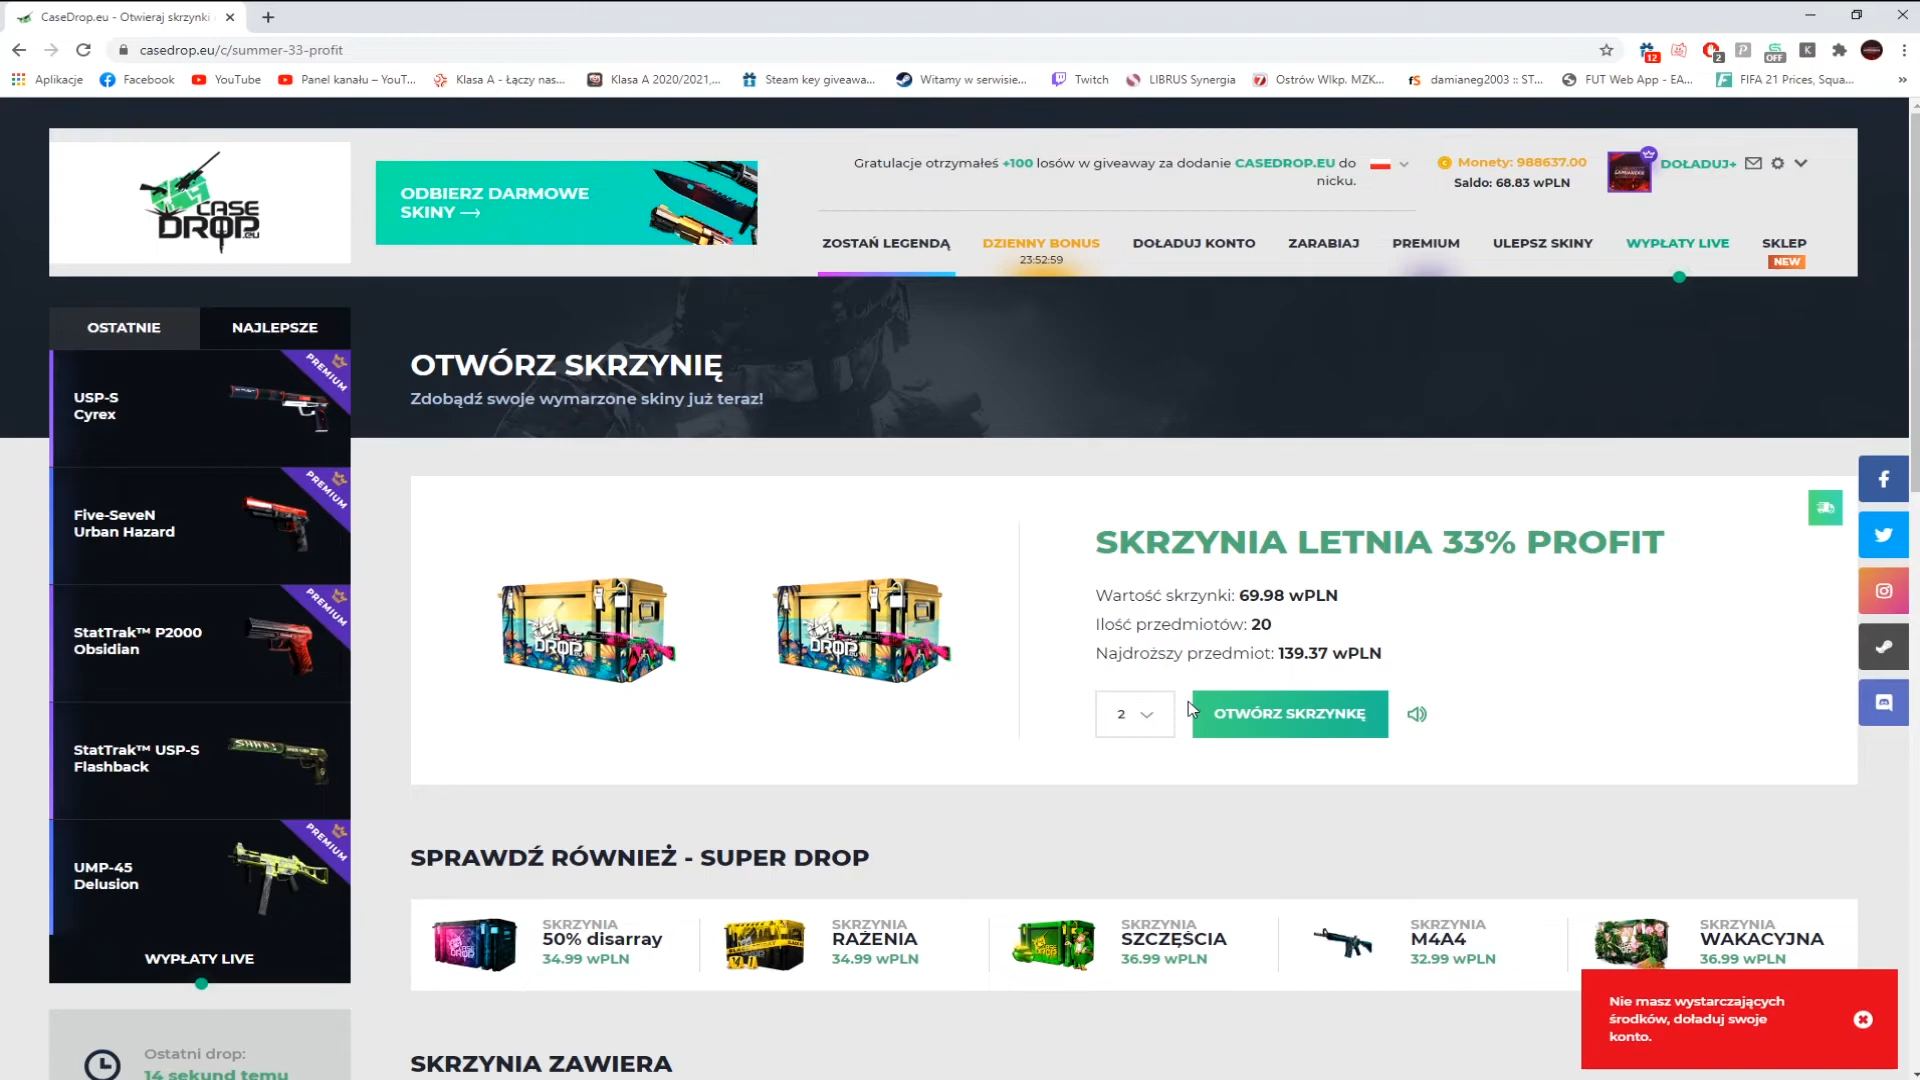 CaseDrop.eu - Otwieraj skrzynki
casedrop.eu/c/summer-33-profit
12
2
OFF
Aplikacje
Facebook
YouTube
Panel kanału – YouT...
Klasa A - Łączy nas...
Klasa A 2020/2021,...
Steam key giveawa...
Witamy w serwisie...
Twitch
LIBRUS Synergia
Ostrów Wlkp. MZK...
damianeg2003 :: ST...
FUT Web App - EA...
FIFA 21 Prices, Squa...
CASE
DROP.eu
ODBIERZ DARMOWE
SKINY →
Gratulacje otrzymałeś +100 losów w giveaway za dodanie CASEDROP.EU do
nicku.
Monety: 988637.00
Saldo: 68.83 wPLN
DOŁADUJ+
ZOSTAŃ LEGENDĄ
DZIENNY BONUS
23:52:59
DOŁADUJ KONTO
ZARABIAJ
PREMIUM
ULEPSZ SKINY
WYPŁATY LIVE
SKLEP
NEW
OSTATNIE
NAJLEPSZE
PREMIUM
USP-S
Cyrex
PREMIUM
Five-SeveN
Urban Hazard
PREMIUM
StatTrak™ P2000
Obsidian
StatTrak™ USP-S
Flashback
PREMIUM
UMP-45
Delusion
WYPŁATY LIVE
Ostatni drop:
14 sekund temu
OTWÓRZ SKRZYNIĘ
Zdobądź swoje wymarzone skiny już teraz!
SKRZYNIA LETNIA 33% PROFIT
Wartość skrzynki: 69.98 wPLN
Ilość przedmiotów: 20
Najdroższy przedmiot: 139.37 wPLN
2
OTWÓRZ SKRZYNKĘ
SPRAWDŹ RÓWNIEŻ - SUPER DROP
SKRZYNIA
50% disarray
34.99 wPLN
SKRZYNIA
RAŻENIA
34.99 wPLN
SKRZYNIA
SZCZĘŚCIA
36.99 wPLN
SKRZYNIA
M4A4
32.99 wPLN
SKRZYNIA
WAKACYJNA
36.99 wPLN
SKRZYNIA ZAWIERA
Nie masz wystarczających
środków, doładuj swoje
konto.